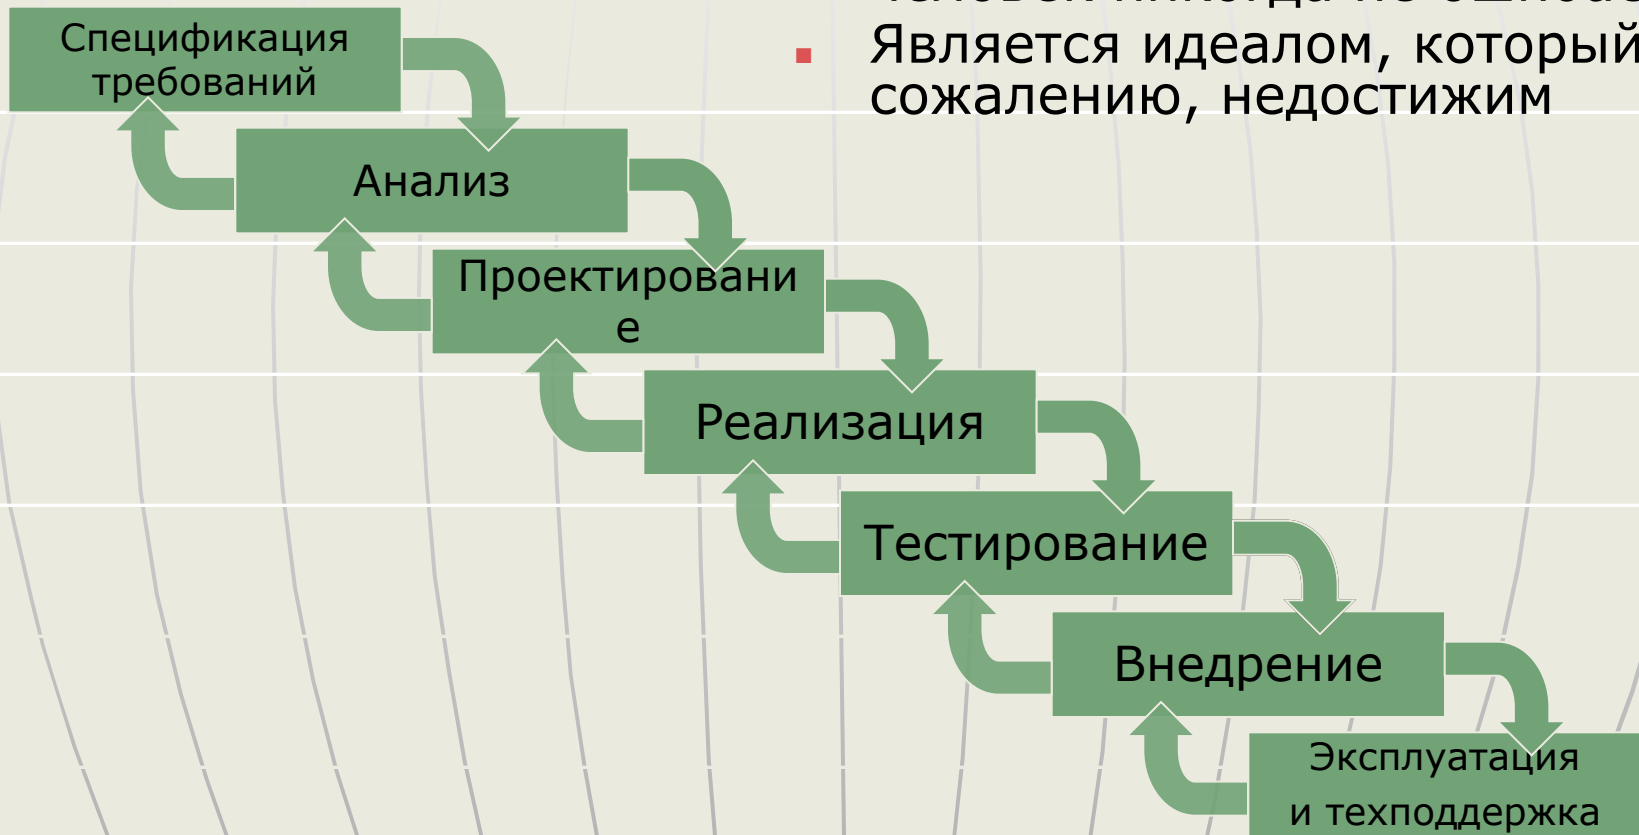 Является идеалом, который
сожалению, недостижим
Спецификация
требований
Анализ
Проектировани
е
Реализация
Тестирование
Внедрение
Эксплуатация
и техподдержка